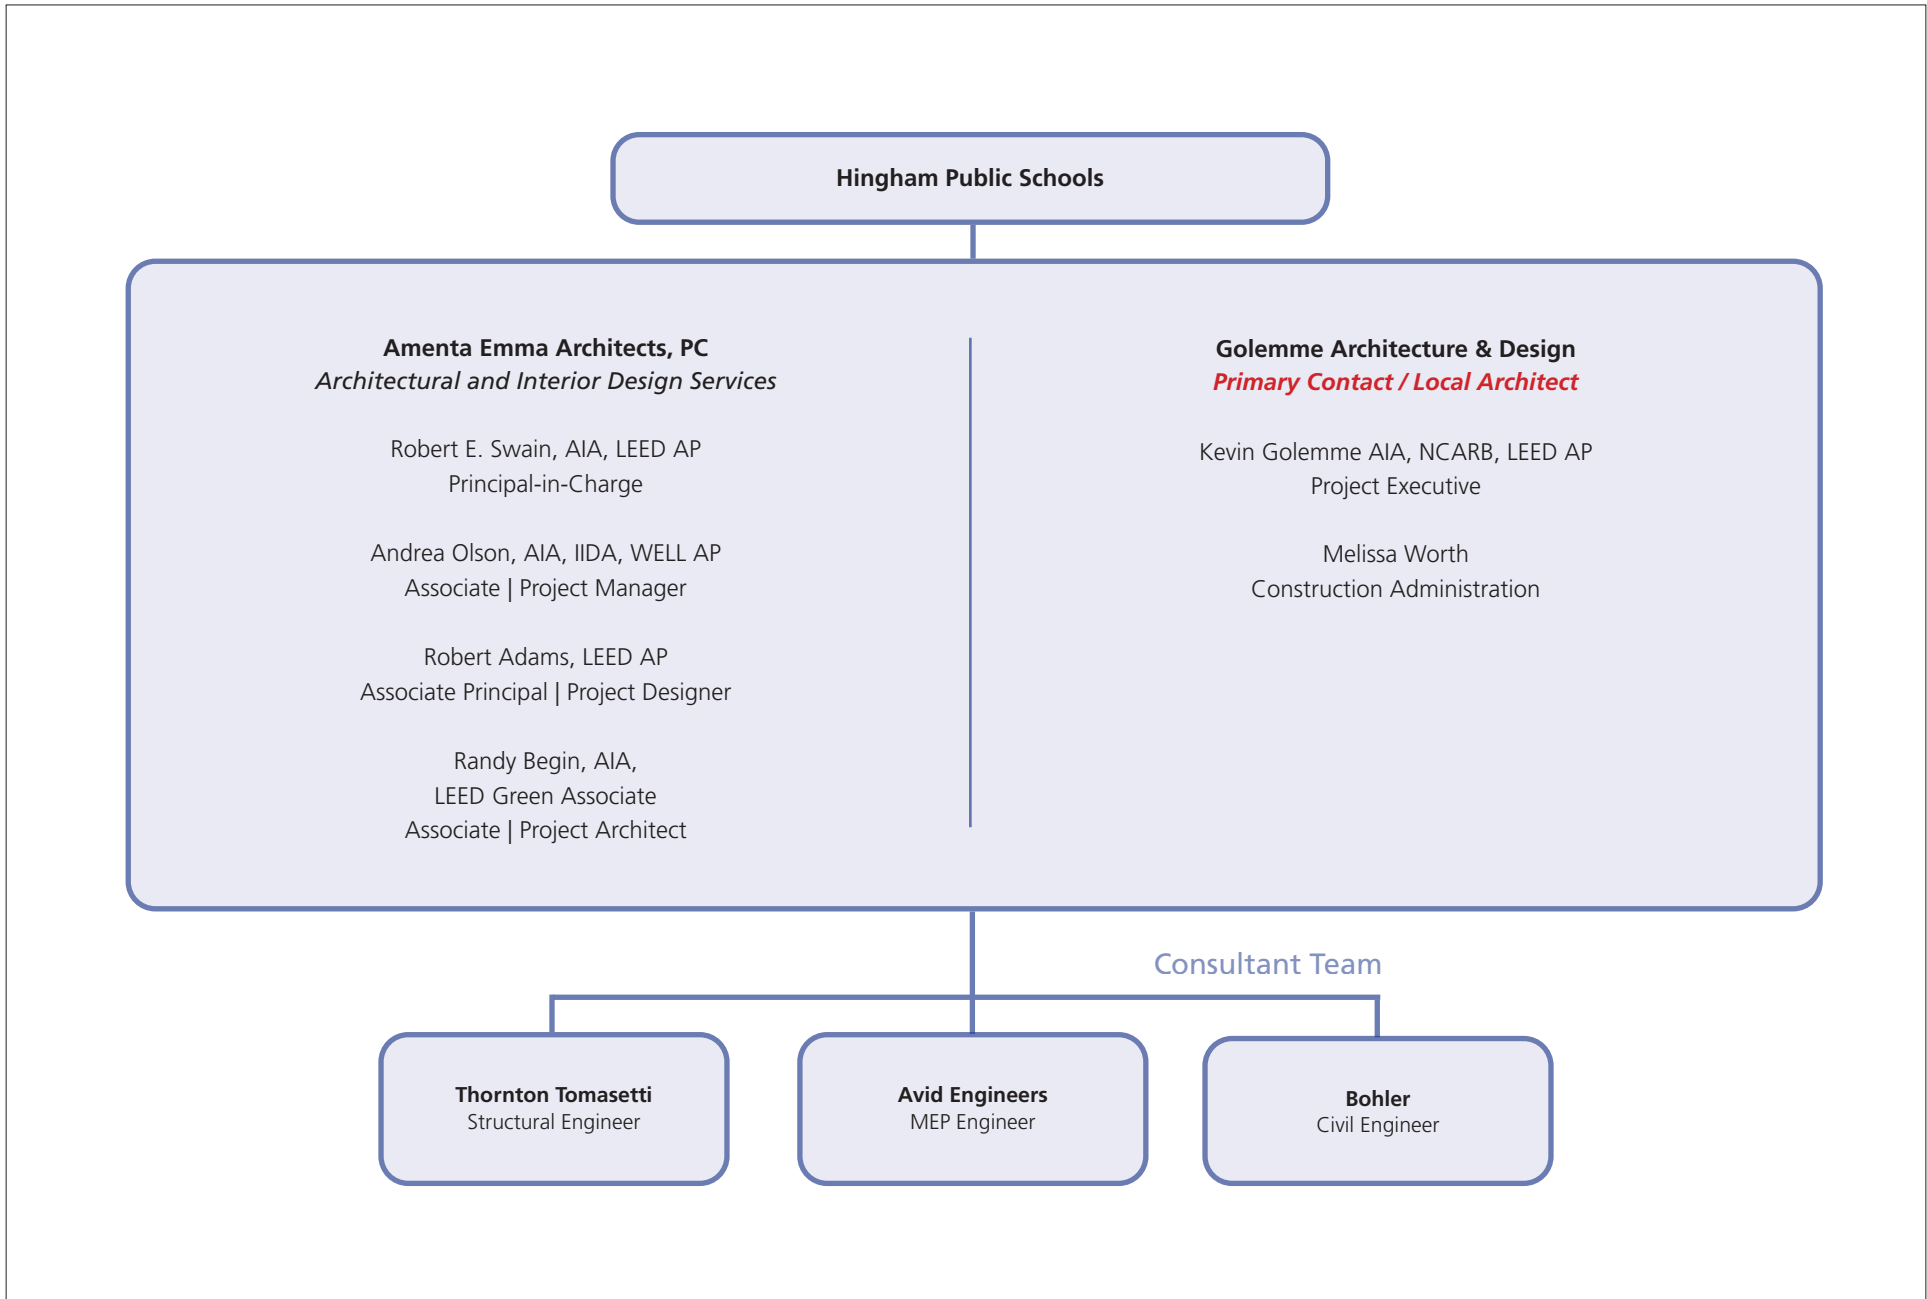 Hingham Public Schools
Amenta Emma Architects, PC
Architectural and Interior Design Services
Robert E. Swain, AIA, LEED AP
Principal-in-Charge
Andrea Olson, AIA, IIDA, WELL AP
Associate | Project Manager
Robert Adams, LEED AP
Associate Principal | Project Designer
Randy Begin, AIA,
LEED Green Associate
Associate | Project Architect
Golemme Architecture & Design
Primary Contact / Local Architect
Kevin Golemme AIA, NCARB, LEED AP
Project Executive
Melissa Worth
Construction Administration
Consultant Team
Thornton Tomasetti
Structural Engineer
Avid Engineers
MEP Engineer
Bohler
Civil Engineer